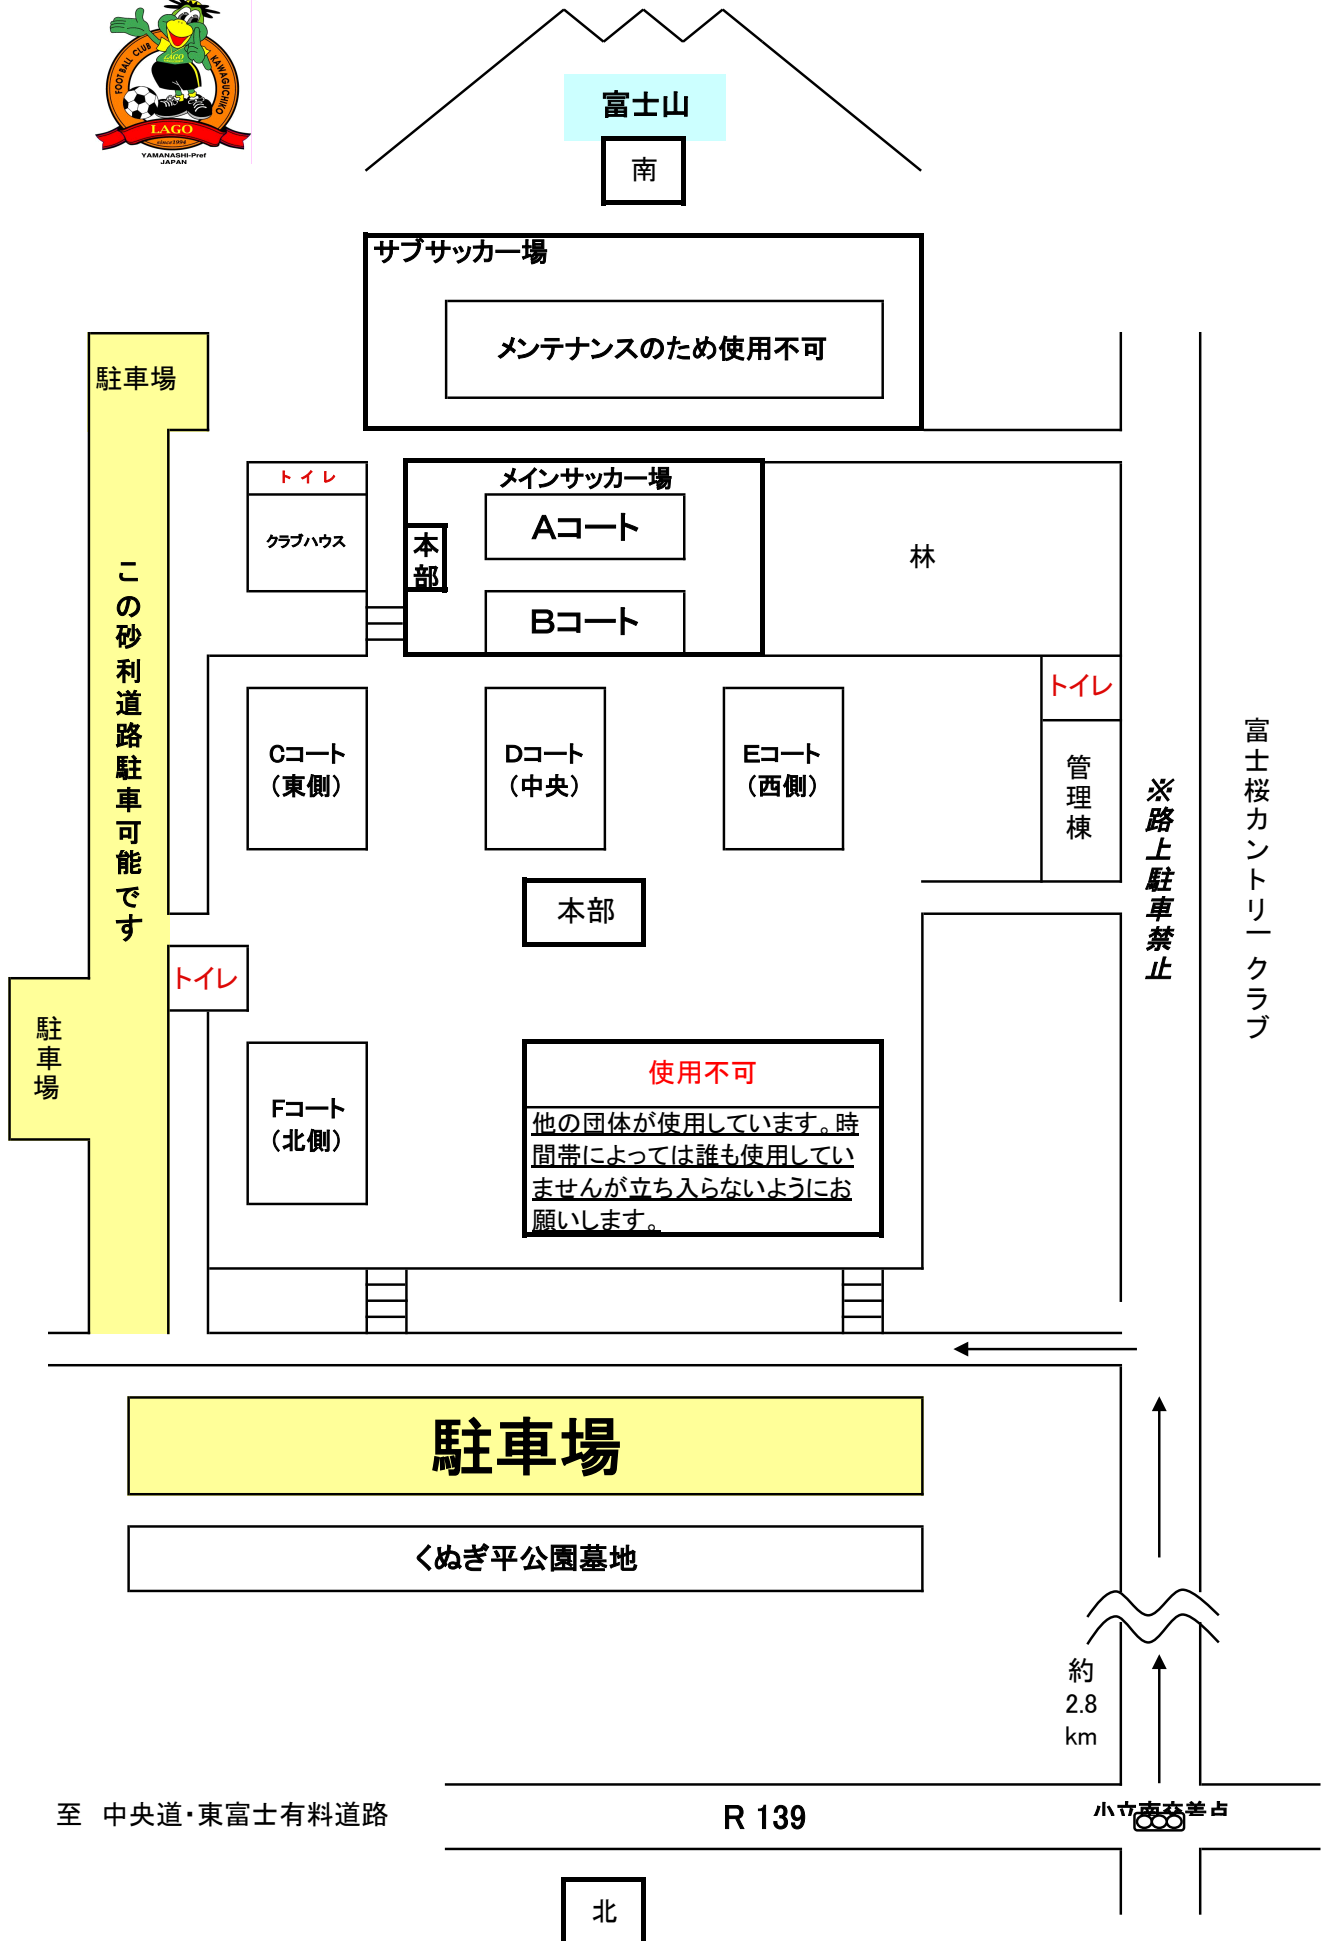 FOOTBALL CLUB
KAWAGUCHIKO
LAGO
LAGO
since1994
YAMANASHI-Pref
JAPAN
富士山
南
サブサッカー場
メンテナンスのため使用不可
駐車場
トイレ
クラブハウス
メインサッカー場
Aコート
本部
Bコート
林
この砂利道路駐車可能です
Cコート
(東側)
Dコート
(中央)
Eコート
(西側)
トイレ
管理棟
※路上駐車禁止
富士桜カントリークラブ
本部
トイレ
駐車場
Fコート
(北側)
使用不可
他の団体が使用しています。時
間帯によっては誰も使用してい
ませんが立ち入らないようにお
願いします。
駐車場
くぬぎ平公園墓地
約
2.8
km
至 中央道・東富士有料道路
R 139
小立南交差点
北